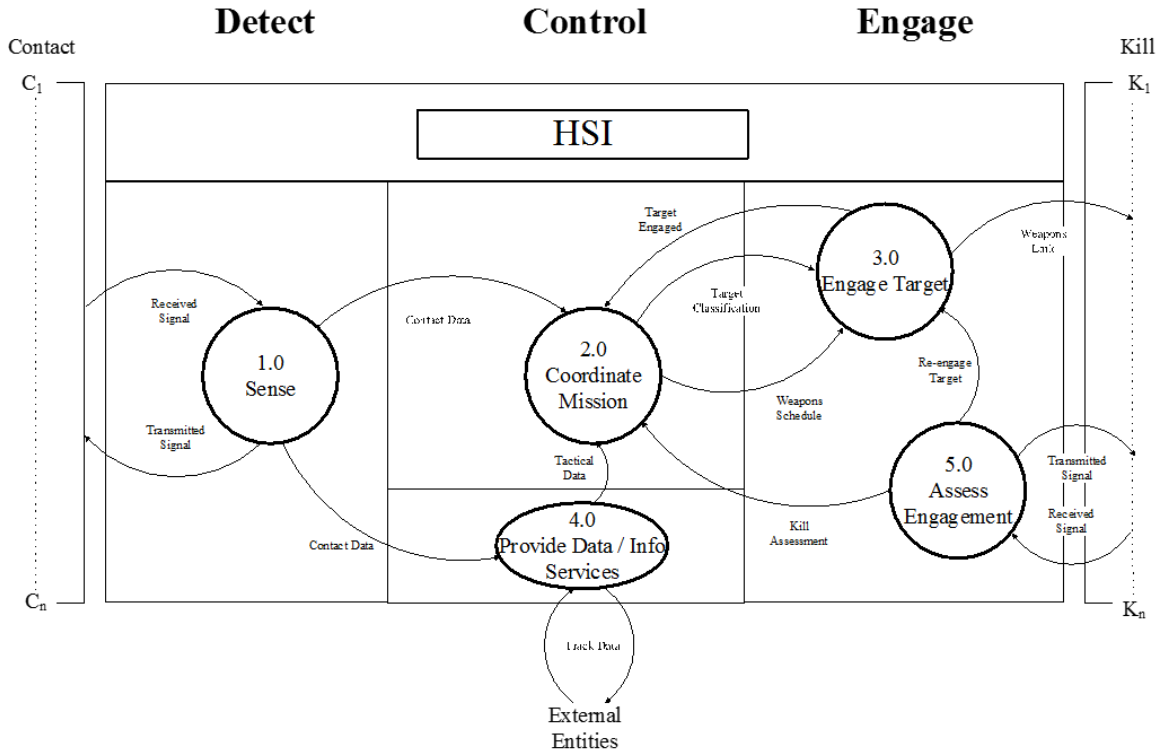 Detect
Control
Engage
Contact
Kill
C1
K1
HSI
Target
Engaged
3.0
Engage Target
Weapons
Link
Received
Signal
Contact Data
Target
Classification
1.0
Sense
2.0
Coordinate
Mission
Re-engage
Target
Weapons
Schedule
Transmitted
Signal
Tactical
Data
5.0
Assess
Engagement
Transmitted
Signal
Received
Signal
4.0
Provide Data / Info
Services
Contact Data
Kill
Assessment
Cn
Kn
Track Data
External
Entities